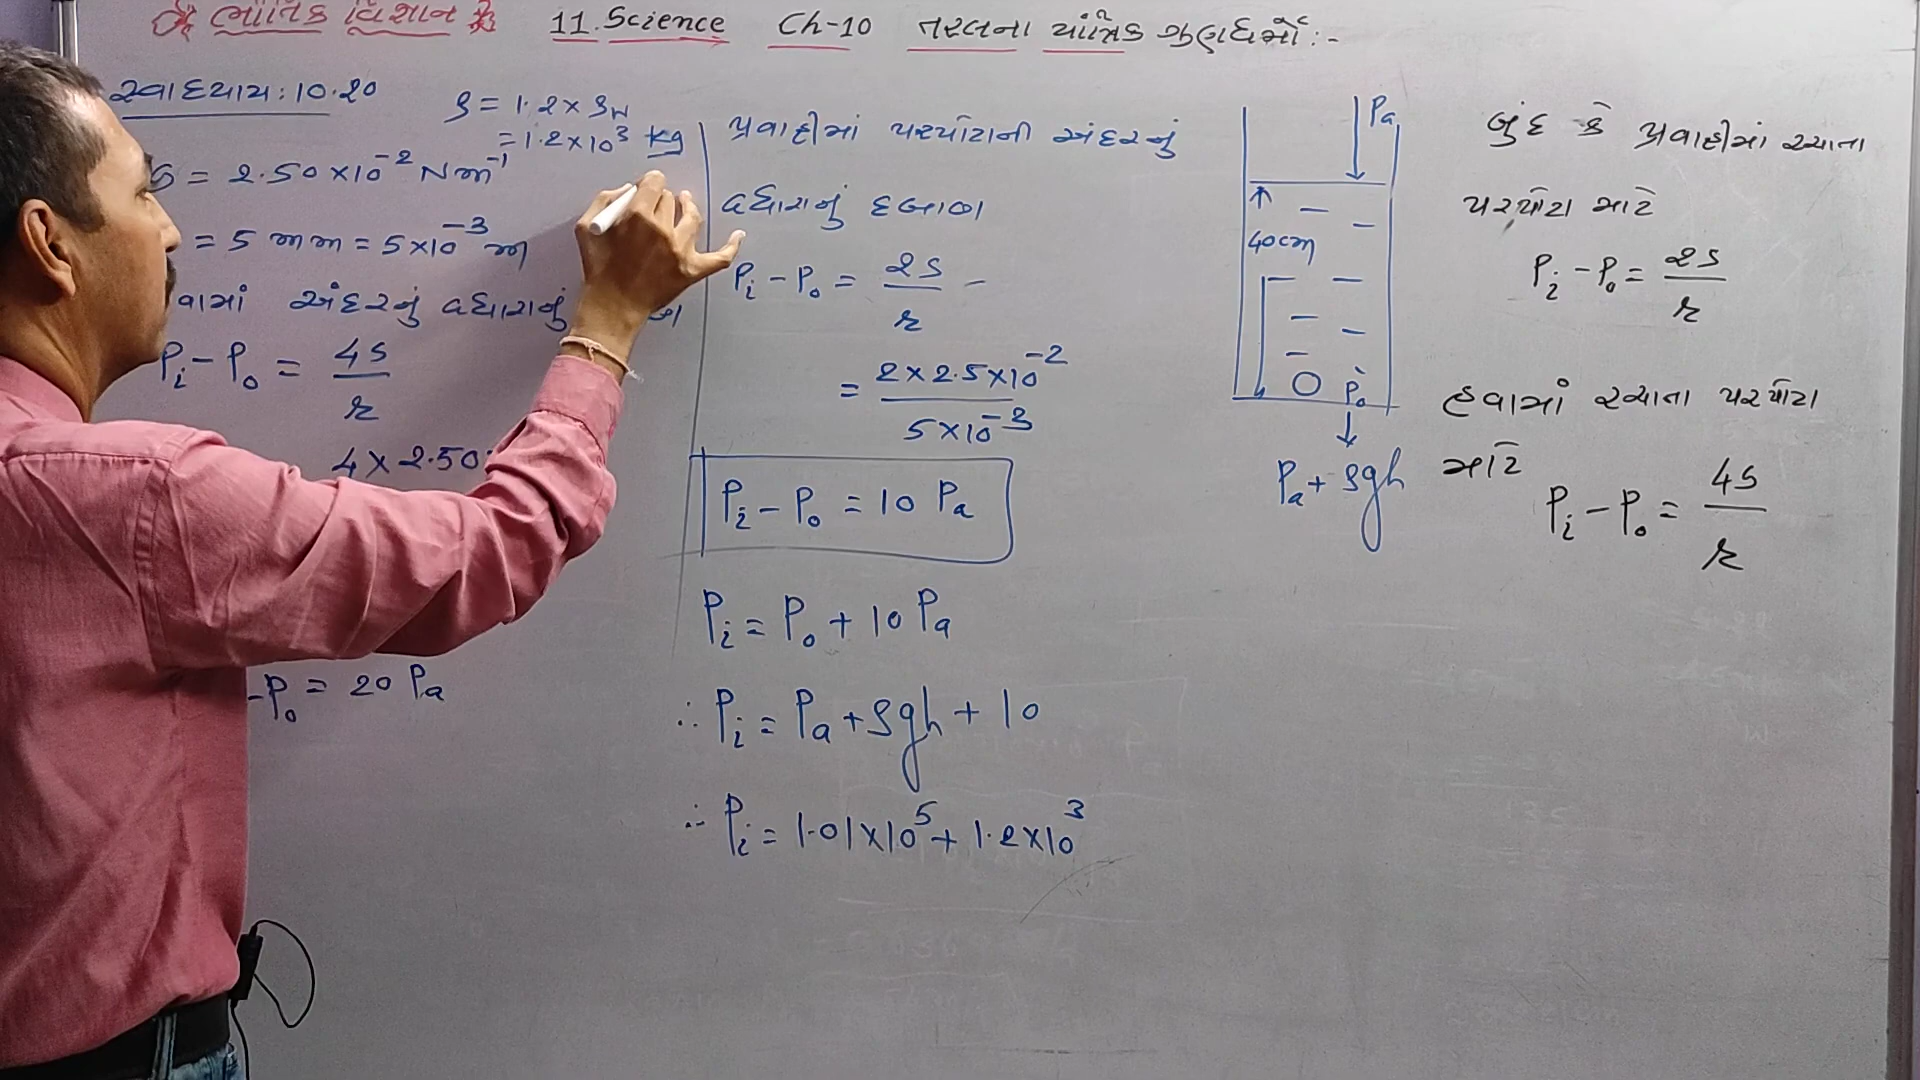 ભૌતિક વિજ્ઞાન 11. Science Ch-10 તરલના યાંત્રિક ગુણધર્મો :-
સ્વાધ્યાય : 10.20
ρ = 1.2 × ρw
= 1.2 × 10³ kg
S = 2.50 × 10⁻² N m⁻¹
= 5 mm = 5 × 10⁻³ m
અંદરનું વધારાનું
Pi - Po = 4S / r
4 × 2.50
-Po = 20 Pa
પ્રવાહીમાં પરપોટાની અંદરનું
વધારાનું દબાણ
Pi - Po = 2S / r
= 2 × 2.5 × 10⁻² / 5 × 10⁻³
Pi - Po = 10 Pa
Pi = Po + 10 Pa
∴ Pi = Pa + ρgh + 10
∴ Pi = 1.01 × 10⁵ + 1.2 × 10³
Pa
40cm
Po
Pa + ρgh
બુંદ કે પ્રવાહીમાં રચાતા
પરપોટા માટે
Pi - Po = 2S / r
હવામાં રચાતા પરપોટા
માટે
Pi - Po = 4S / r